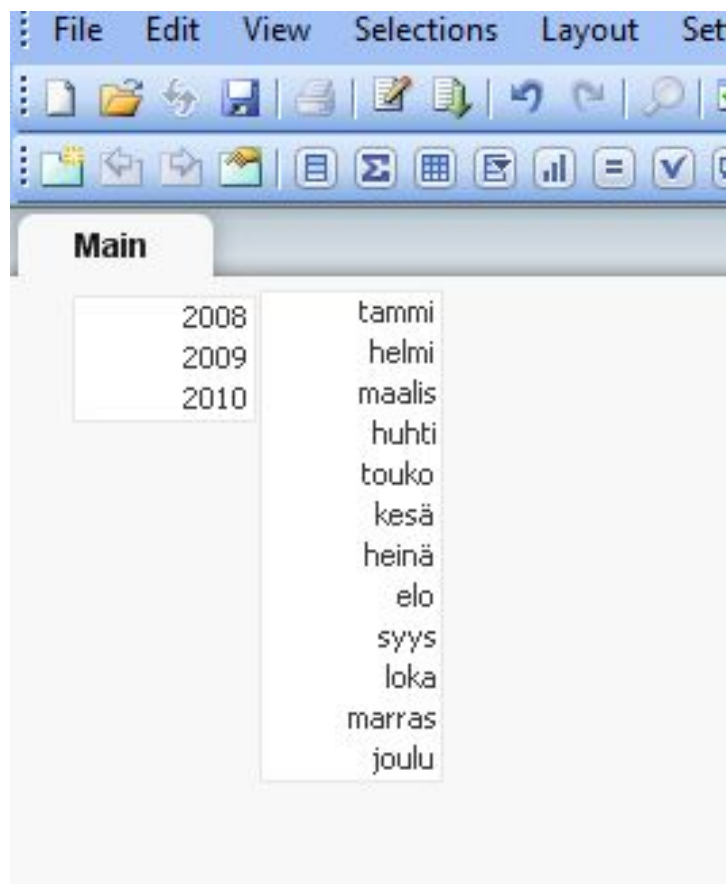 File Edit View Selections Layout Set
Main
2008
2009
2010
tammi
helmi
maalis
huhti
touko
kesä
heinä
elo
syys
loka
marras
joulu